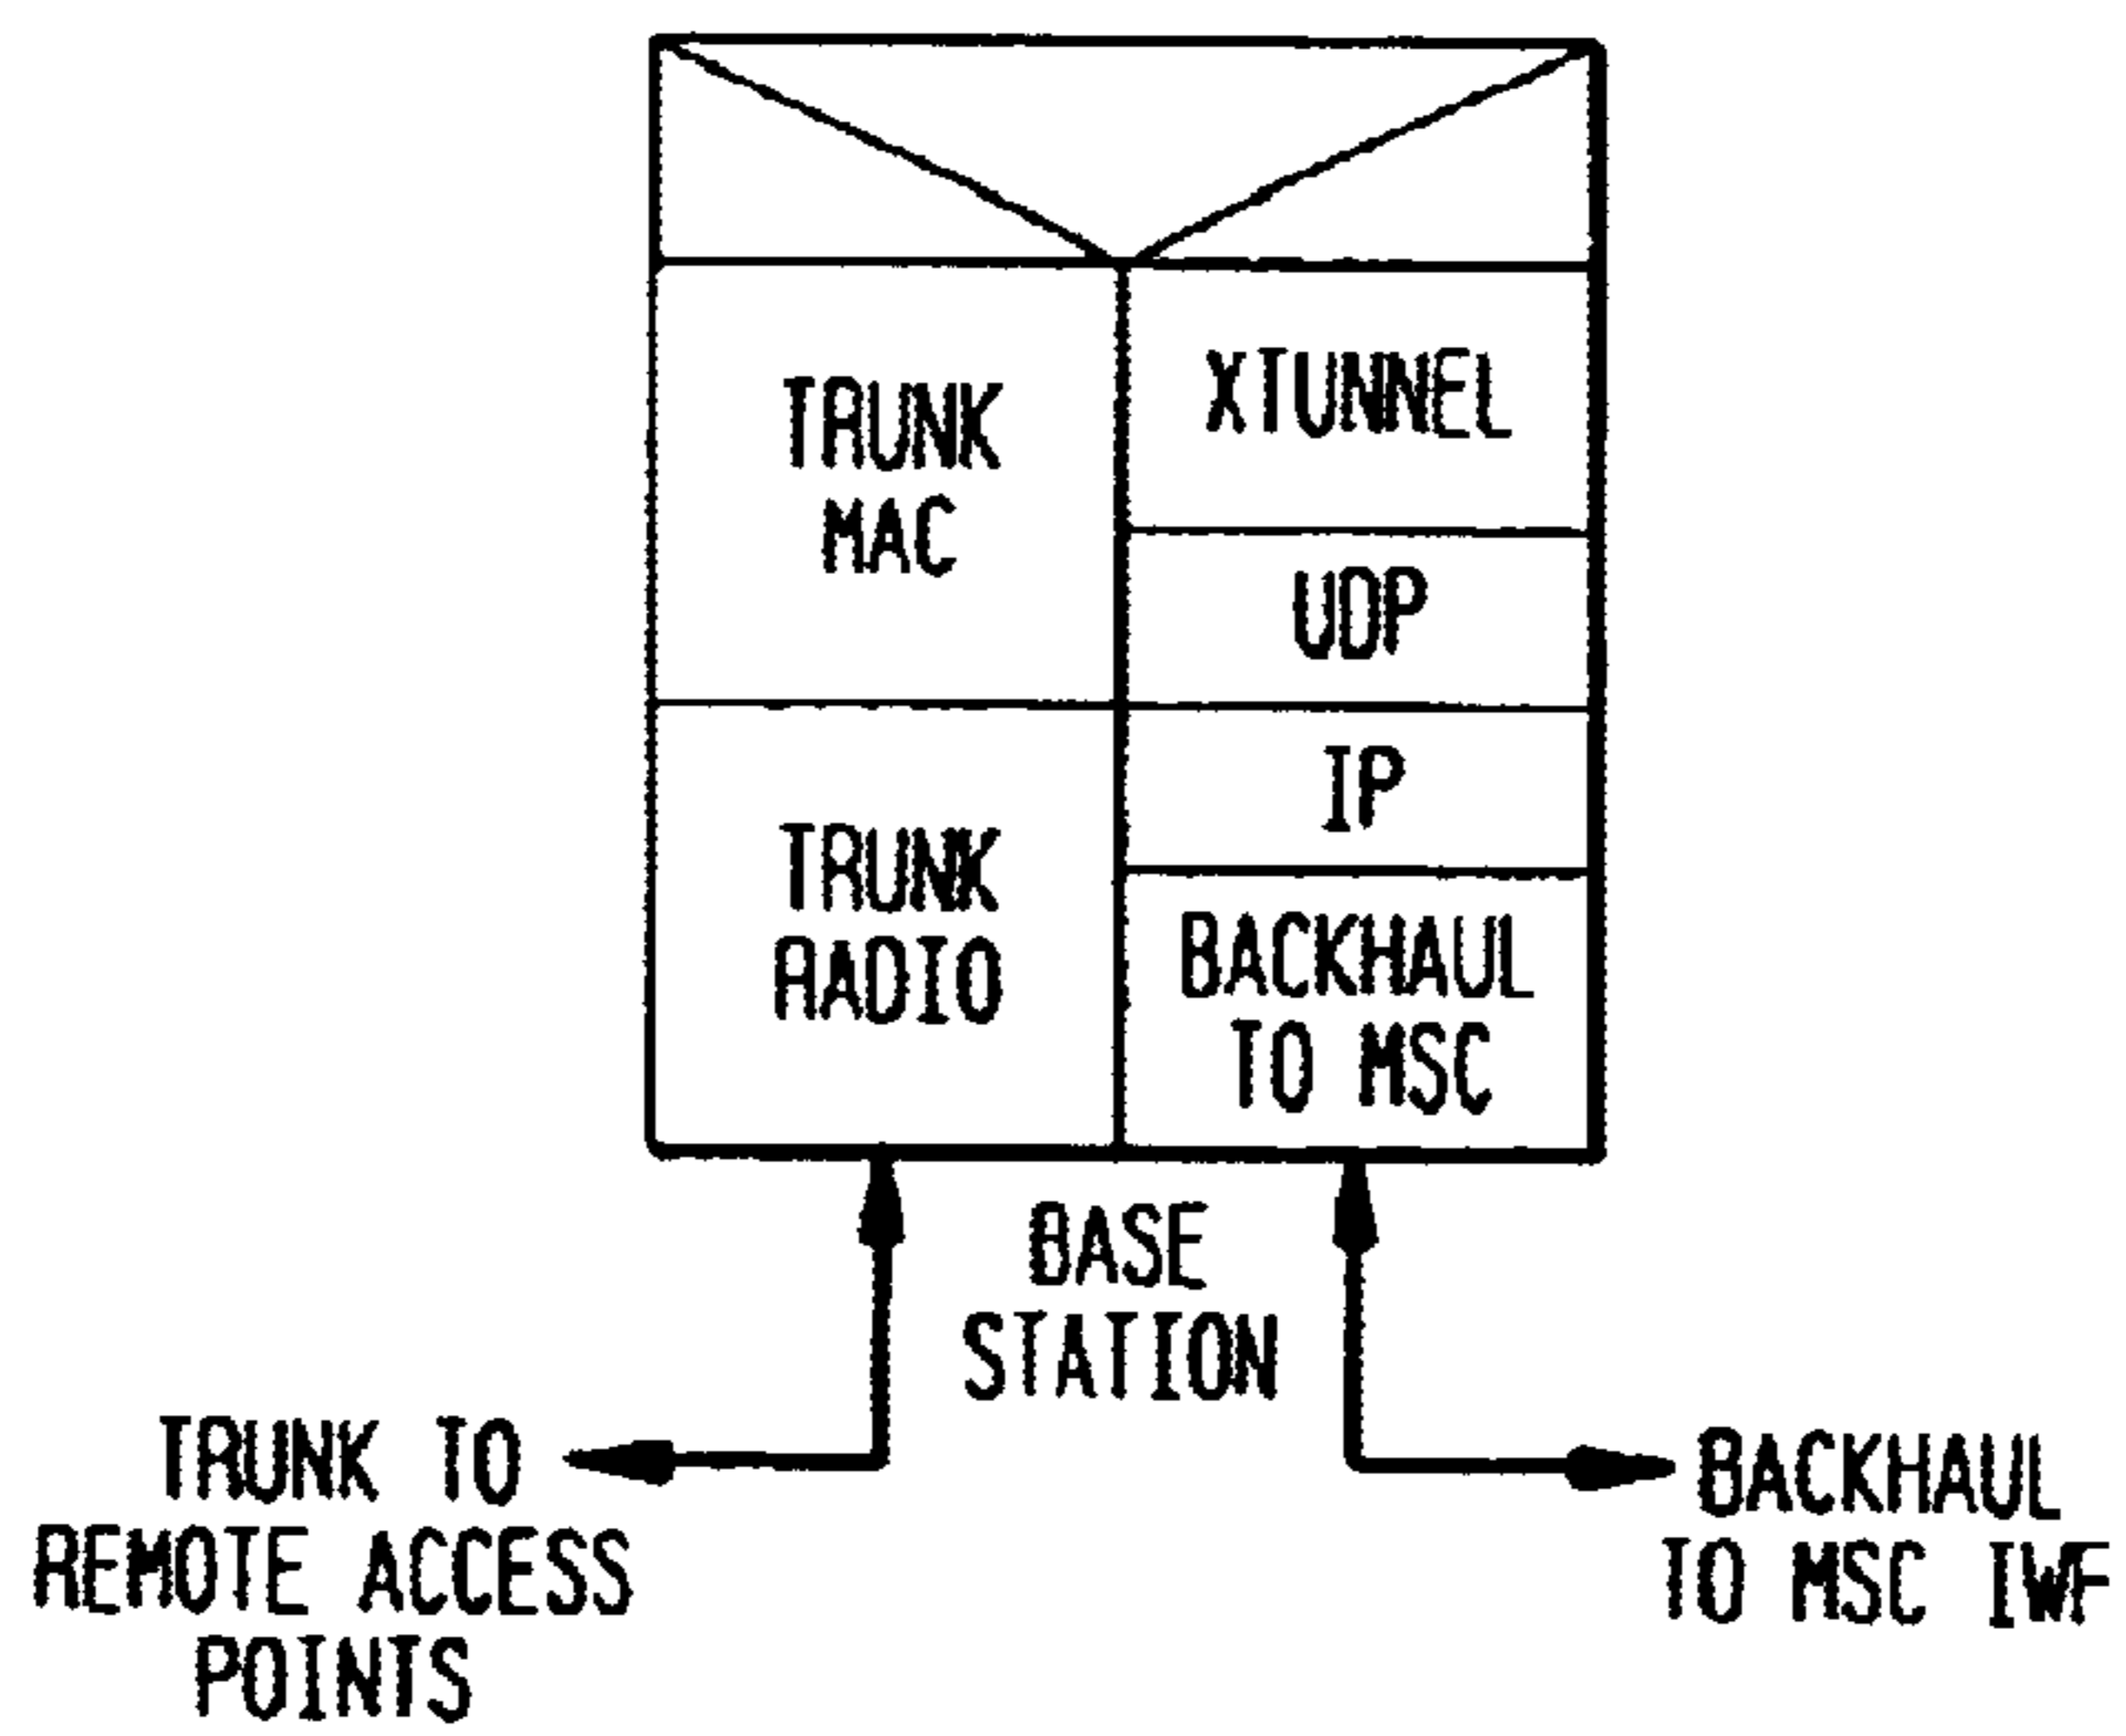 TRUNK
MAC
XTUNNEL
UDP
TRUNK
RADIO
IP
BACKHAUL
TO MSC
BASE
STATION
TRUNK TO
REMOTE ACCESS
POINTS
BACKHAUL
TO MSC IWF